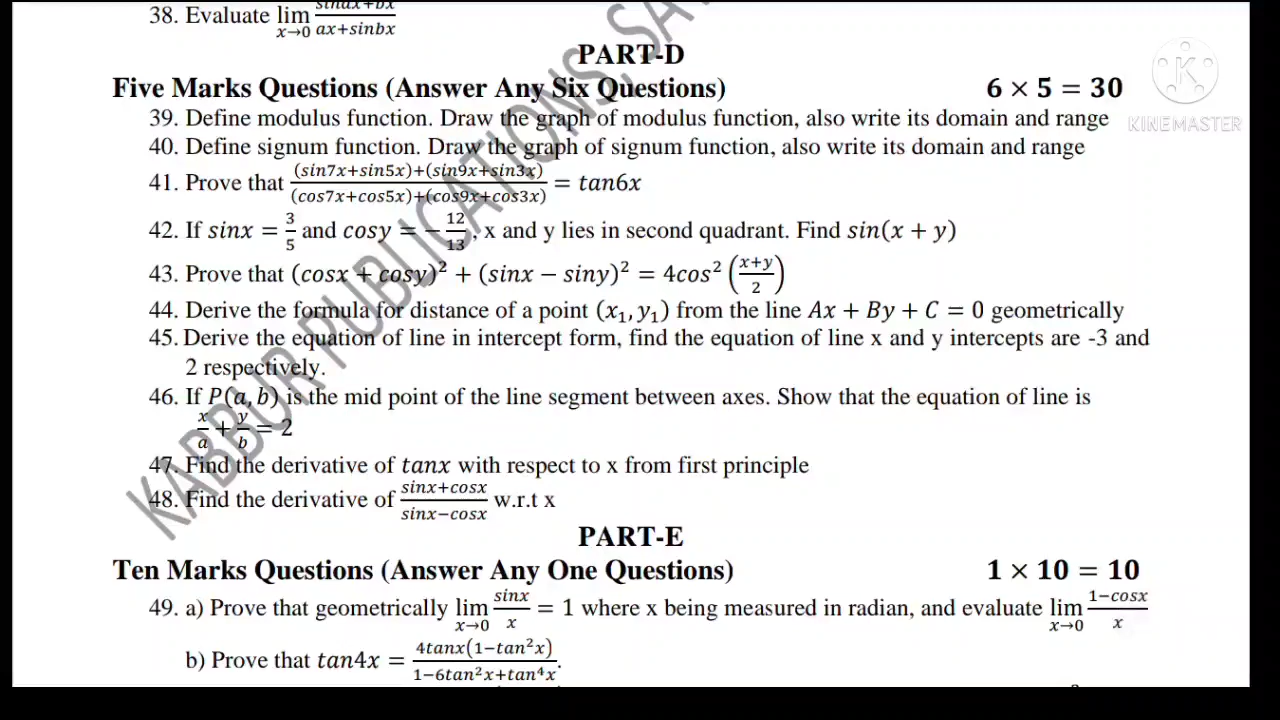 38. Evaluate lim x→0 sinax+bx / ax+sinbx
PART-D
Five Marks Questions (Answer Any Six Questions) 6 × 5 = 30
39. Define modulus function. Draw the graph of modulus function, also write its domain and range
KINEMASTER
40. Define signum function. Draw the graph of signum function, also write its domain and range
41. Prove that (sin7x+sin5x)+(sin9x+sin3x) / (cos7x+cos5x)+(cos9x+cos3x) = tan6x
42. If sinx = 3/5 and cosy = −12/13, x and y lies in second quadrant. Find sin(x + y)
43. Prove that (cosx + cosy)² + (sinx − siny)² = 4cos² (x+y / 2)
44. Derive the formula for distance of a point (x₁, y₁) from the line Ax + By + C = 0 geometrically
45. Derive the equation of line in intercept form, find the equation of line x and y intercepts are -3 and
2 respectively.
46. If P(a, b) is the mid point of the line segment between axes. Show that the equation of line is
x/a + y/b = 2
47. Find the derivative of tanx with respect to x from first principle
48. Find the derivative of sinx+cosx / sinx−cosx w.r.t x
PART-E
Ten Marks Questions (Answer Any One Questions) 1 × 10 = 10
49. a) Prove that geometrically lim x→0 sinx / x = 1 where x being measured in radian, and evaluate lim x→0 1−cosx / x
b) Prove that tan4x = 4tanx(1−tan²x) / 1−6tan²x+tan⁴x.
KABBUR PUBLICATIONS,